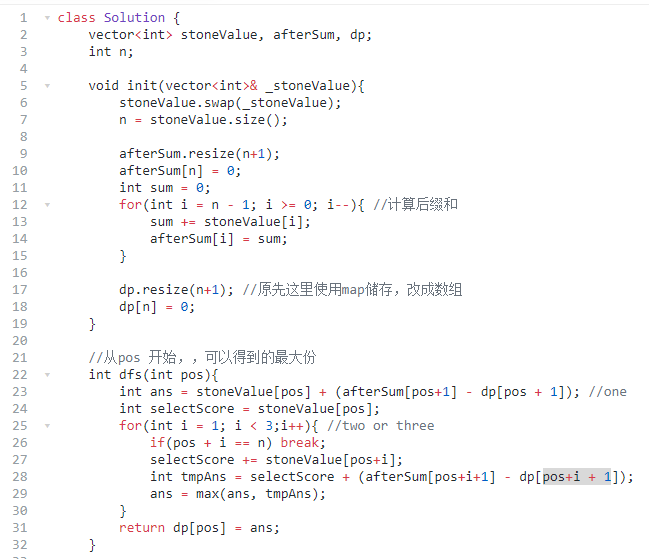 1 class Solution {
2     vector<int> stoneValue, afterSum, dp;
3     int n;
4
5     void init(vector<int>& _stoneValue){
6         stoneValue.swap(_stoneValue);
7         n = stoneValue.size();
8
9         afterSum.resize(n+1);
10         afterSum[n] = 0;
11         int sum = 0;
12         for(int i = n - 1; i >= 0; i--){ //计算后缀和
13             sum += stoneValue[i];
14             afterSum[i] = sum;
15         }
16
17         dp.resize(n+1); //原先这里使用map储存，改成数组
18         dp[n] = 0;
19     }
20
21     //从pos 开始，，可以得到的最大份
22     int dfs(int pos){
23         int ans = stoneValue[pos] + (afterSum[pos+1] - dp[pos + 1]); //one
24         int selectScore = stoneValue[pos];
25         for(int i = 1; i < 3;i++){ //two or three
26             if(pos + i == n) break;
27             selectScore += stoneValue[pos+i];
28             int tmpAns = selectScore + (afterSum[pos+i+1] - dp[pos+i + 1]);
29             ans = max(ans, tmpAns);
30         }
31         return dp[pos] = ans;
32     }